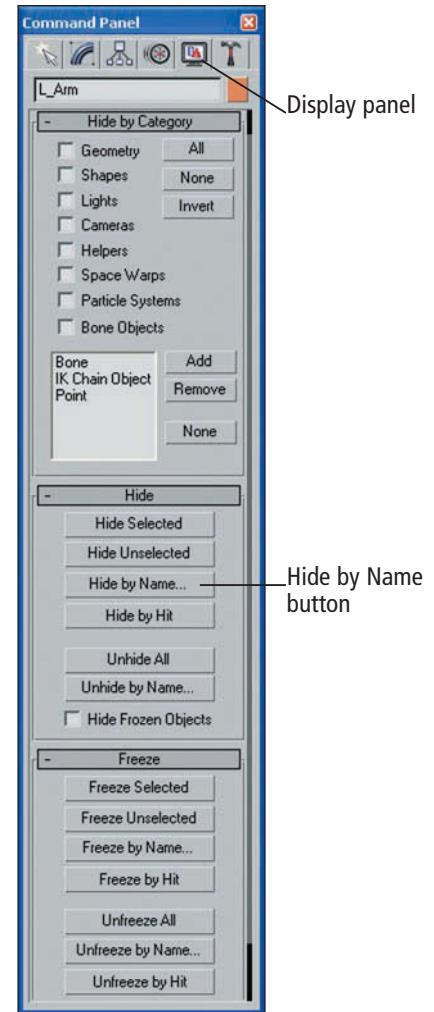 Command Panel
Display panel
L_Arm
- Hide by Category
Geometry
All
Shapes
None
Lights
Invert
Cameras
Helpers
Space Warps
Particle Systems
Bone Objects
Bone
Add
IK Chain Object
Remove
Point
None
- Hide
Hide Selected
Hide Unselected
Hide by Name...
Hide by Name
button
Hide by Hit
Unhide All
Unhide by Name...
Hide Frozen Objects
- Freeze
Freeze Selected
Freeze Unselected
Freeze by Name...
Freeze by Hit
Unfreeze All
Unfreeze by Name...
Unfreeze by Hit